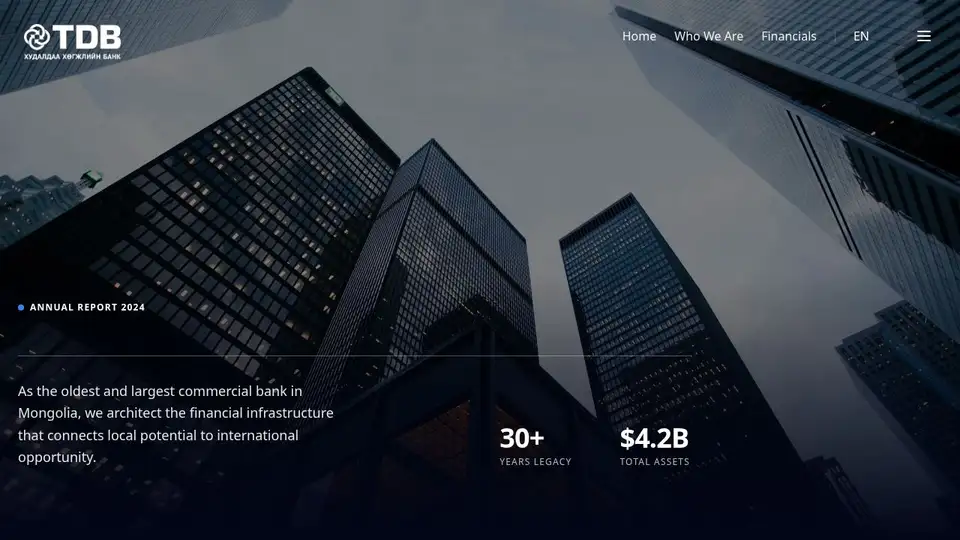 TDB
ХУДАЛДАА ХӨГЖЛИЙН БАНК
Home
Who We Are
Financials
EN
ANNUAL REPORT 2024
As the oldest and largest commercial bank in
Mongolia, we architect the financial infrastructure
that connects local potential to international
opportunity.
30+
YEARS LEGACY
$4.2B
TOTAL ASSETS